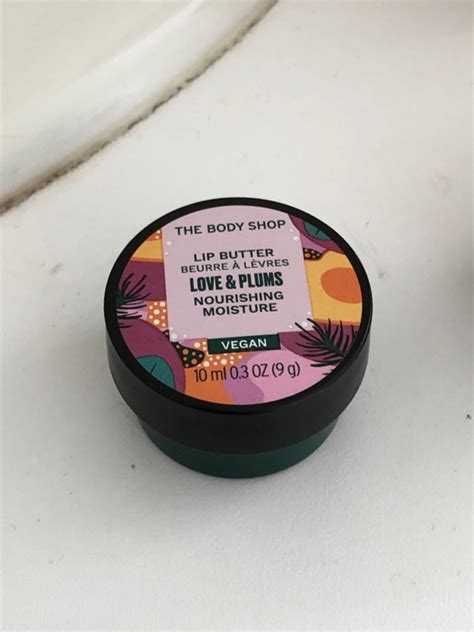 THE BODY SHOP
LIP BUTTER
BEURRE À LÈVRES
LOVE & PLUMS
NOURISHING
MOISTURE
VEGAN
10 ml 0.3 OZ (9 g)